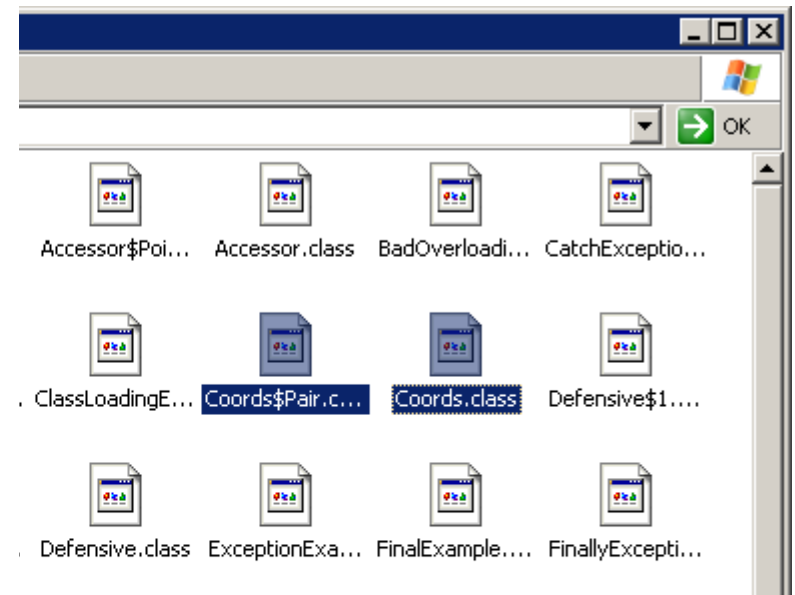 OK
Accessor$Poi... Accessor.class BadOverloadi... CatchExceptio...
. ClassLoadingE... Coords$Pair.c... Coords.class Defensive$1....
. Defensive.class ExceptionExa... FinalExample.... FinallyExcepti...